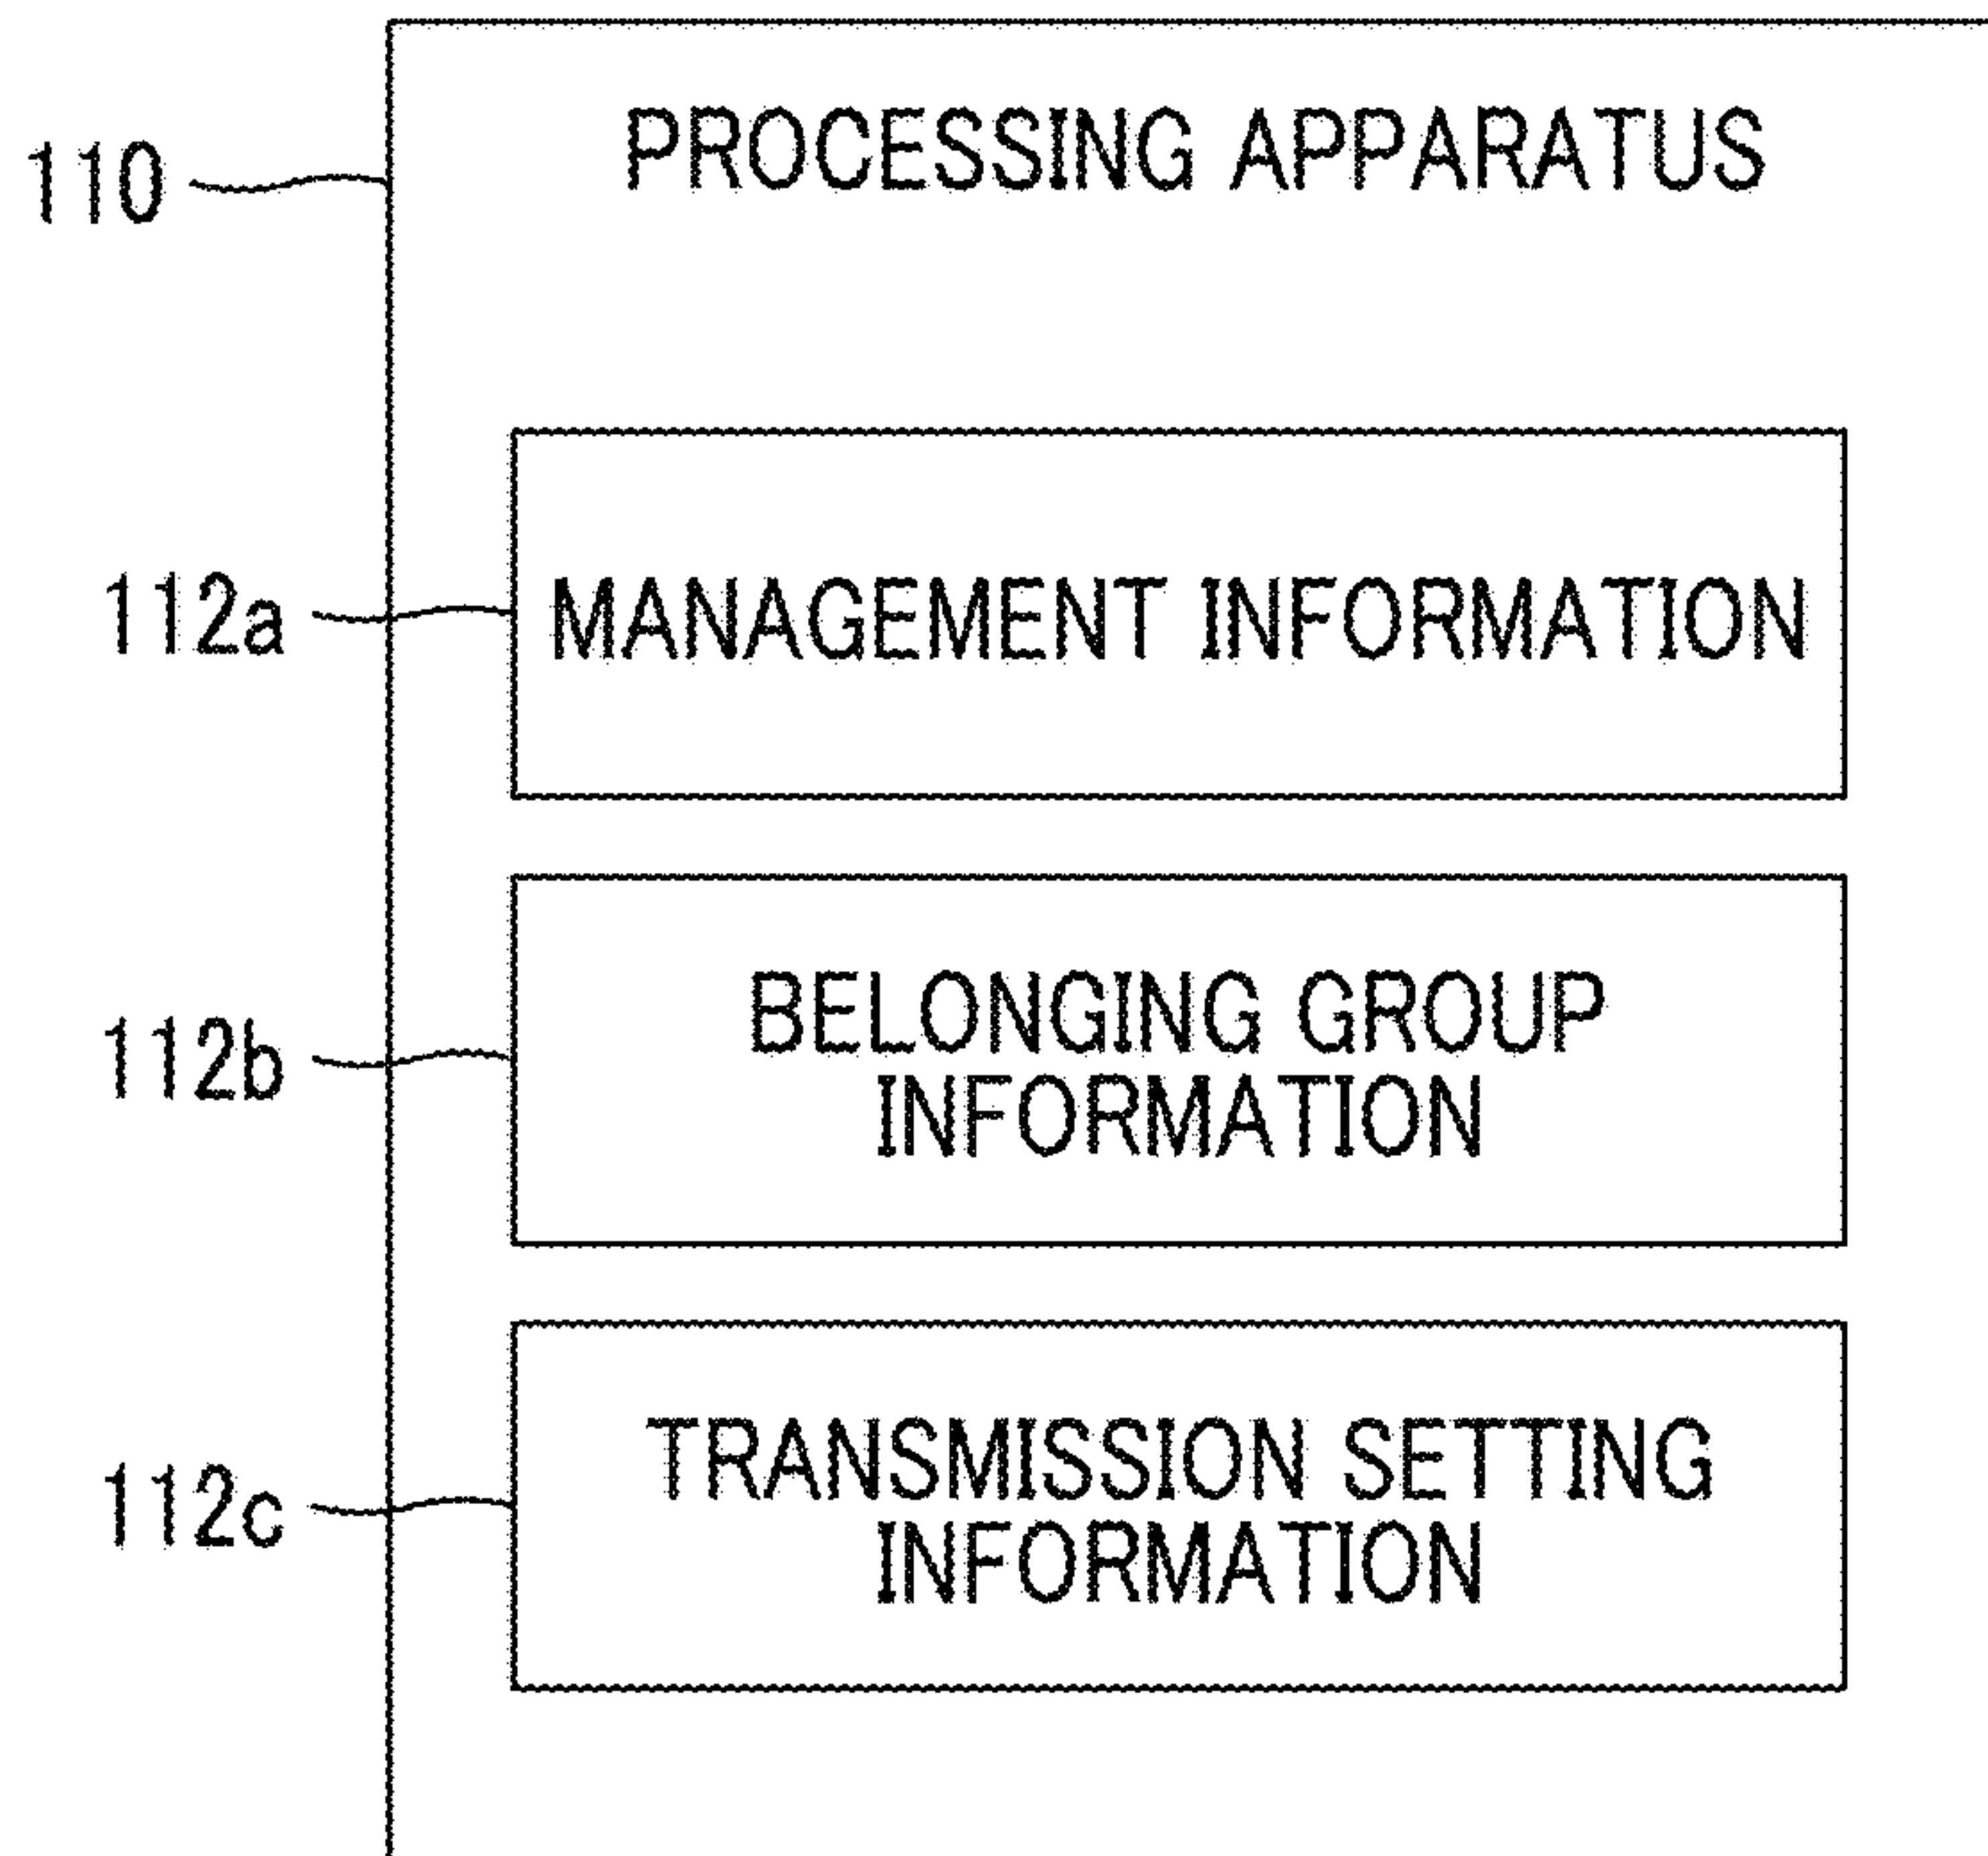 PROCESSING APPARATUS
110
112a
MANAGEMENT INFORMATION
112b
BELONGING GROUP
INFORMATION
112c
TRANSMISSION SETTING
INFORMATION